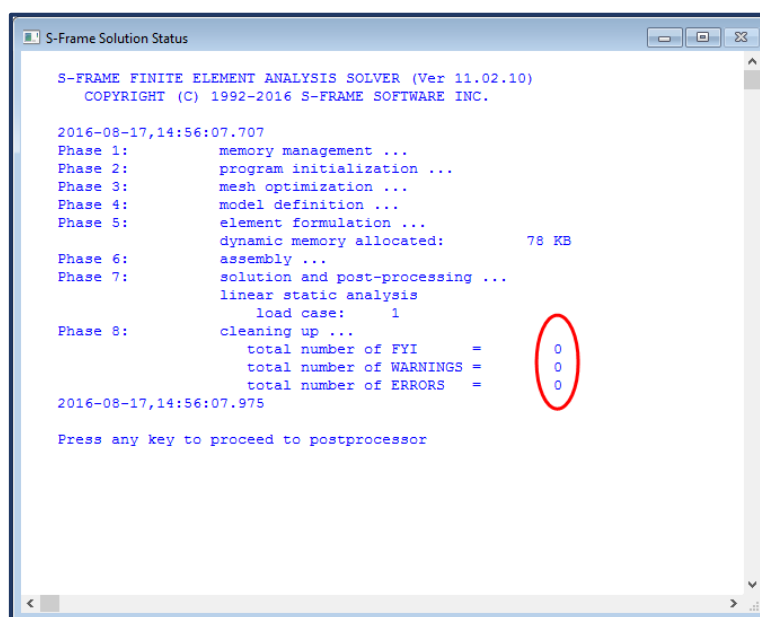 S-Frame Solution Status
S-FRAME FINITE ELEMENT ANALYSIS SOLVER (Ver 11.02.10)
COPYRIGHT (C) 1992-2016 S-FRAME SOFTWARE INC.
2016-08-17,14:56:07.707
Phase 1: memory management ...
Phase 2: program initialization ...
Phase 3: mesh optimization ...
Phase 4: model definition ...
Phase 5: element formulation ...
dynamic memory allocated: 78 KB
Phase 6: assembly ...
Phase 7: solution and post-processing ...
linear static analysis
load case: 1
Phase 8: cleaning up ...
total number of FYI = 0
total number of WARNINGS = 0
total number of ERRORS = 0
2016-08-17,14:56:07.975
Press any key to proceed to postprocessor